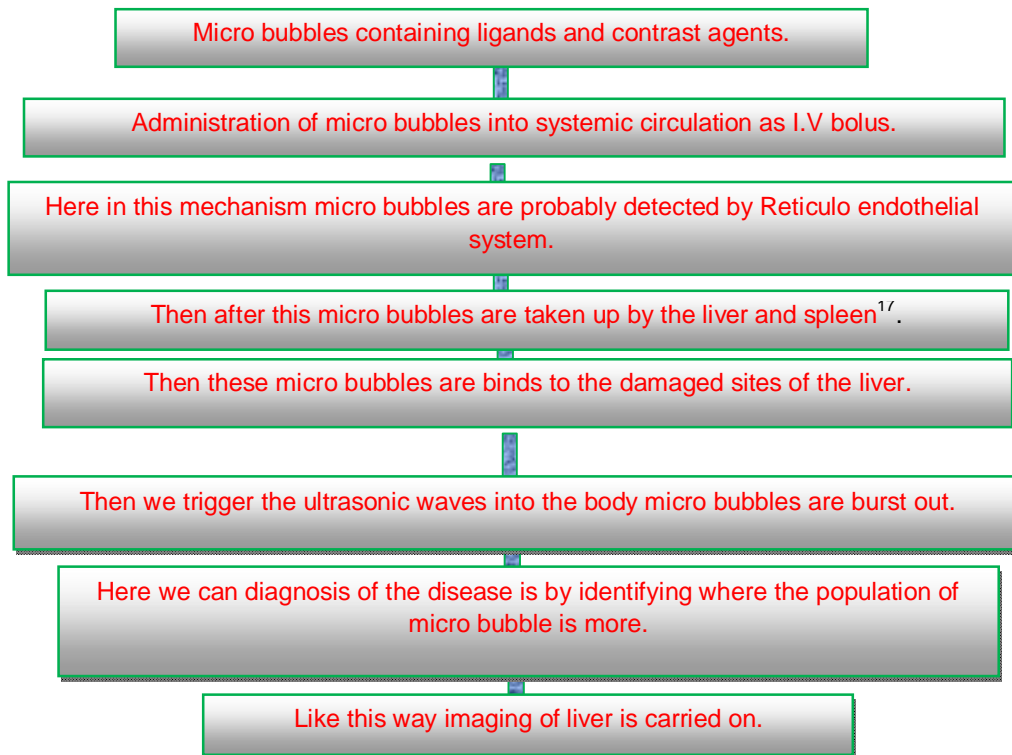 Micro bubbles containing ligands and contrast agents.
Administration of micro bubbles into systemic circulation as I.V bolus.
Here in this mechanism micro bubbles are probably detected by Reticulo endothelial
system.
Then after this micro bubbles are taken up by the liver and spleen17.
Then these micro bubbles are binds to the damaged sites of the liver.
Then we trigger the ultrasonic waves into the body micro bubbles are burst out.
Here we can diagnosis of the disease is by identifying where the population of
micro bubble is more.
Like this way imaging of liver is carried on.